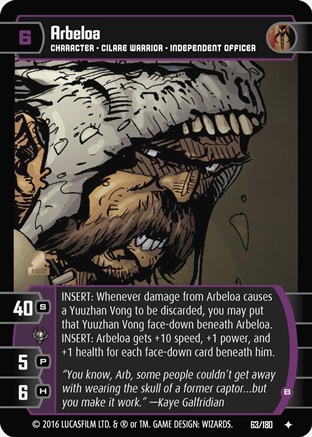 6
Arbeloa
CHARACTER - CILARE WARRIOR - INDEPENDENT OFFICER
40 S
5 P
6 H
INSERT: Whenever damage from Arbeloa causes
a Yuuzhan Vong to be discarded, you may put
that Yuuzhan Vong face-down beneath Arbeloa.
INSERT: Arbeloa gets +10 speed, +1 power, and
+1 health for each face-down card beneath him.
"You know, Arb, some people couldn't get away
with wearing the skull of a former captor...but
you make it work." —Kaye Galfridian
B
© 2016 LUCASFILM LTD. & ® or TM. GAME DESIGN: WIZARDS.
63/180